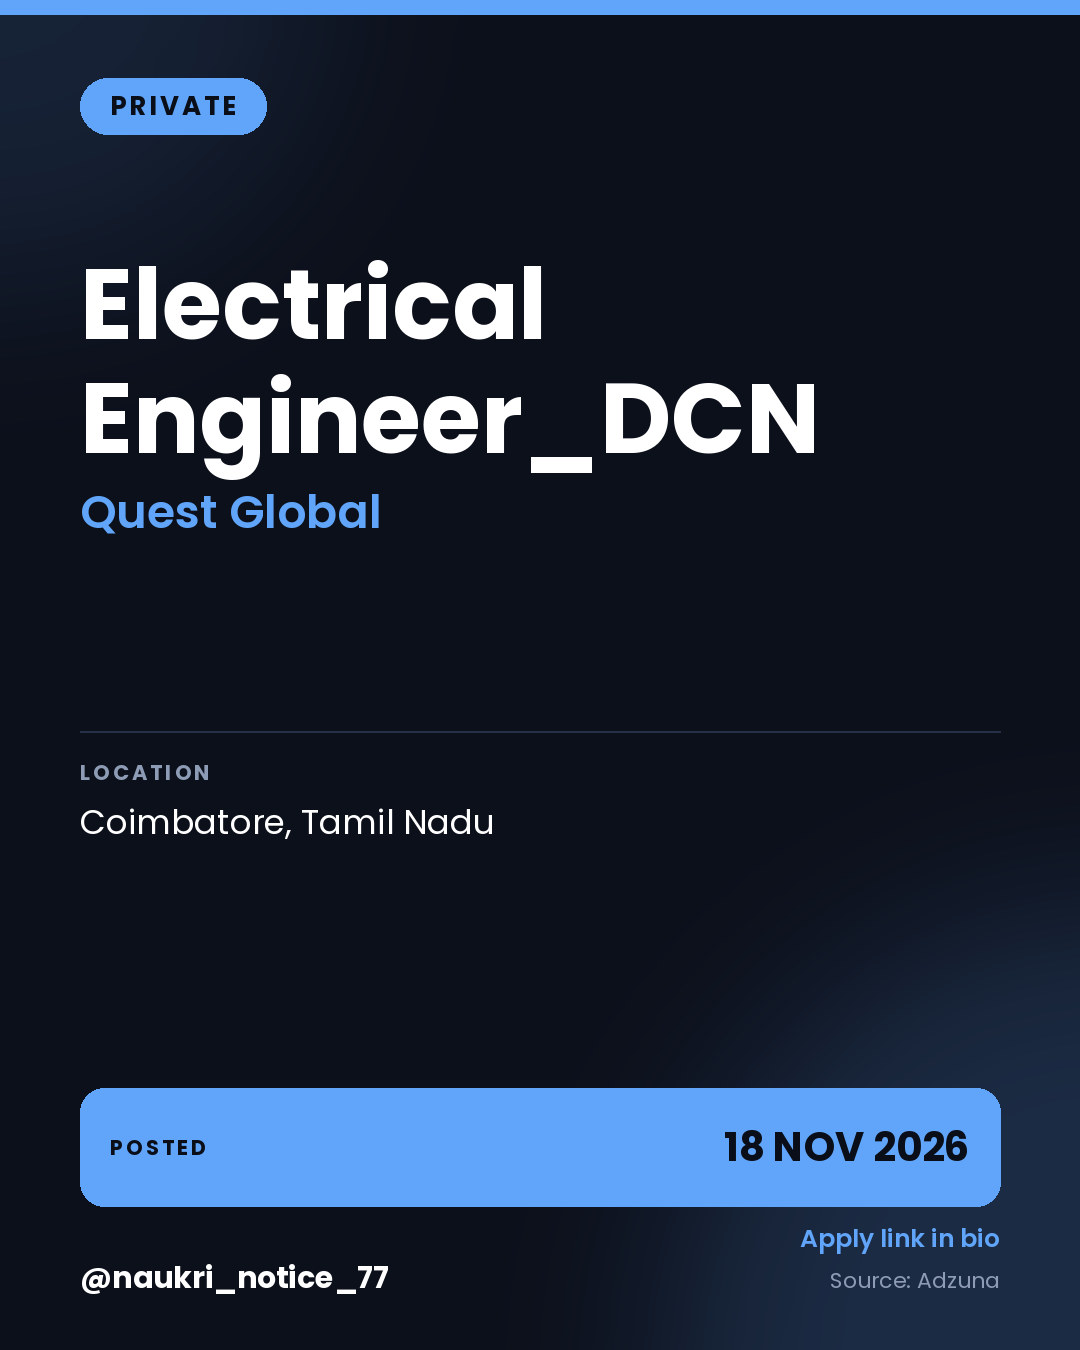 PRIVATE
Electrical
Engineer_DCN
Quest Global
LOCATION
Coimbatore, Tamil Nadu
POSTED
18 NOV 2026
Apply link in bio
@naukri_notice_77
Source: Adzuna